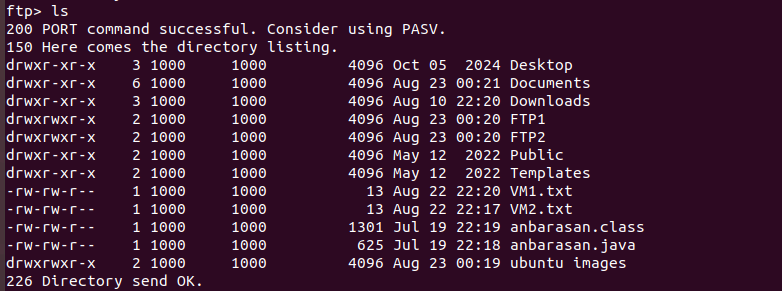 ftp> ls
200 PORT command successful. Consider using PASV.
150 Here comes the directory listing.
drwxr-xr-x    3 1000     1000         4096 Oct 05  2024 Desktop
drwxr-xr-x    6 1000     1000         4096 Aug 23 00:21 Documents
drwxr-xr-x    3 1000     1000         4096 Aug 10 22:20 Downloads
drwxrwxr-x    2 1000     1000         4096 Aug 23 00:20 FTP1
drwxrwxr-x    2 1000     1000         4096 Aug 23 00:20 FTP2
drwxr-xr-x    2 1000     1000         4096 May 12  2022 Public
drwxr-xr-x    2 1000     1000         4096 May 12  2022 Templates
-rw-rw-r--    1 1000     1000           13 Aug 22 22:20 VM1.txt
-rw-rw-r--    1 1000     1000           13 Aug 22 22:17 VM2.txt
-rw-rw-r--    1 1000     1000         1301 Jul 19 22:19 anbarasan.class
-rw-rw-r--    1 1000     1000          625 Jul 19 22:18 anbarasan.java
drwxrwxr-x    2 1000     1000         4096 Aug 23 00:19 ubuntu images
226 Directory send OK.